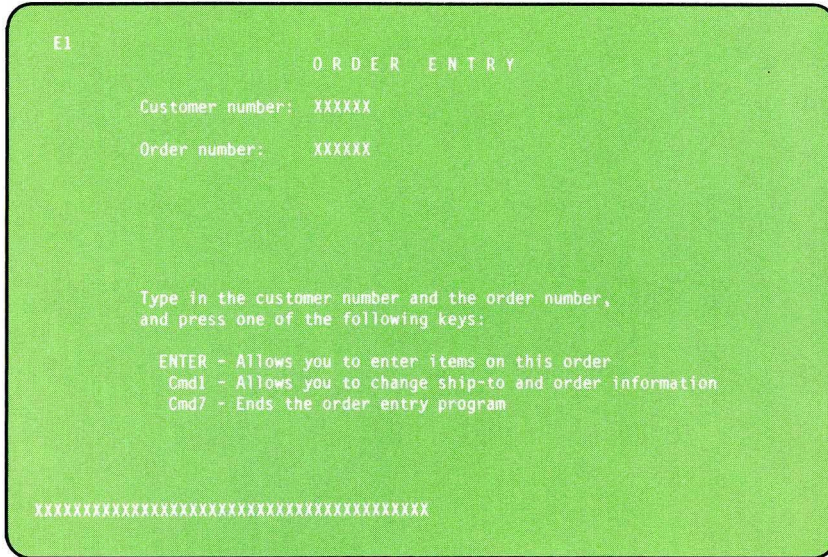 E1
O R D E R   E N T R Y
Customer number: XXXXXX
Order number: XXXXXX
Type in the customer number and the order number,
and press one of the following keys:
ENTER - Allows you to enter items on this order
Cmd1 - Allows you to change ship-to and order information
Cmd7 - Ends the order entry program
XXXXXXXXXXXXXXXXXXXXXXXXXXXXXXXXXXXXXXXX